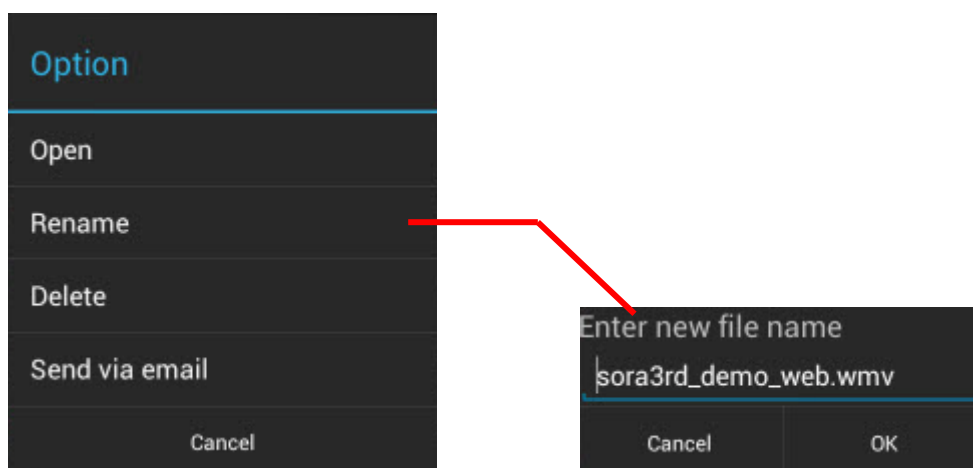 Option
Open
Rename
Delete
Send via email
Cancel
Enter new file name
sora3rd_demo_web.wmv
Cancel
OK